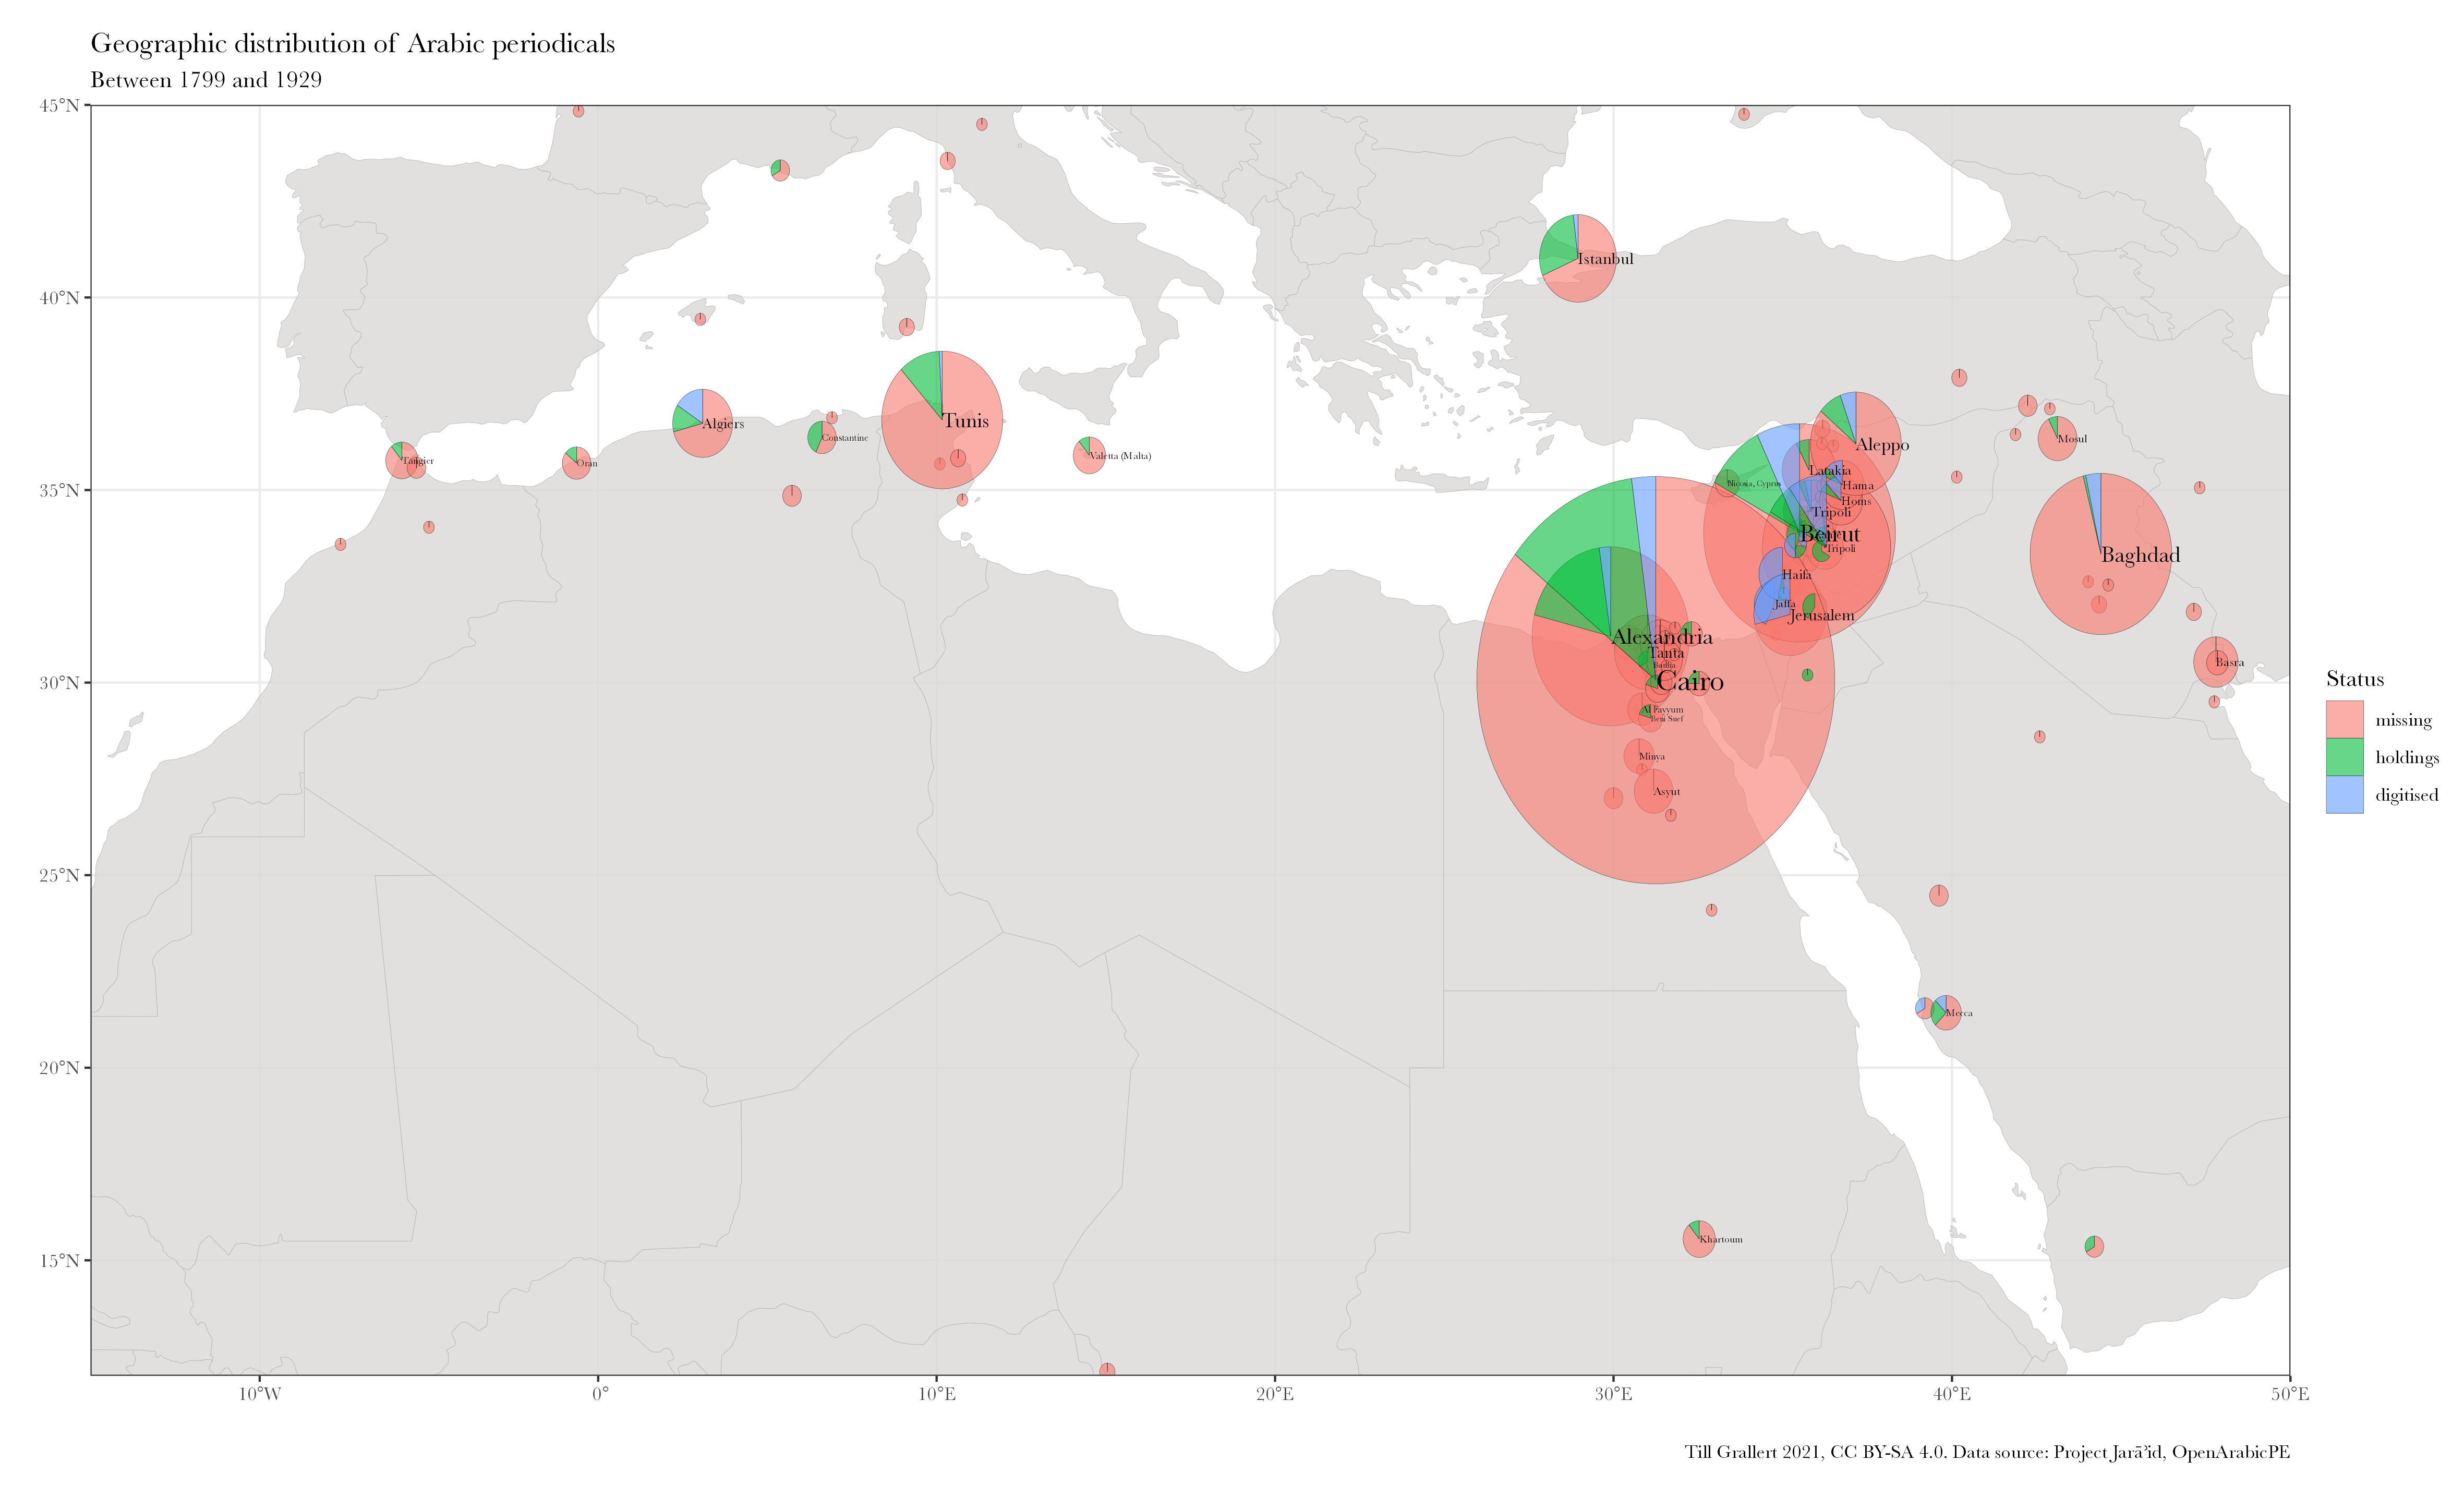 Geographic distribution of Arabic periodicals
Between 1799 and 1929
45°N
40°N
35°N
30°N
25°N
20°N
15°N
Istanbul
Tunis
Algiers
Constantine
Tangier
Oran
Valetta (Malta)
Aleppo
Mosul
Latakia
Nicosia, Cyprus
Hama
Homs
Tripoli
Beirut
Tripoli
Baghdad
Haifa
Jaffa
Jerusalem
Alexandria
Tanta
Basra
Cairo
Al Fayyum
Beni Suef
Minya
Asyut
Mecca
Khartoum
Status
missing
holdings
digitised
10°W
0°
10°E
20°E
30°E
40°E
50°E
Till Grallert 2021, CC BY-SA 4.0. Data source: Project Jarāʾid, OpenArabicPE